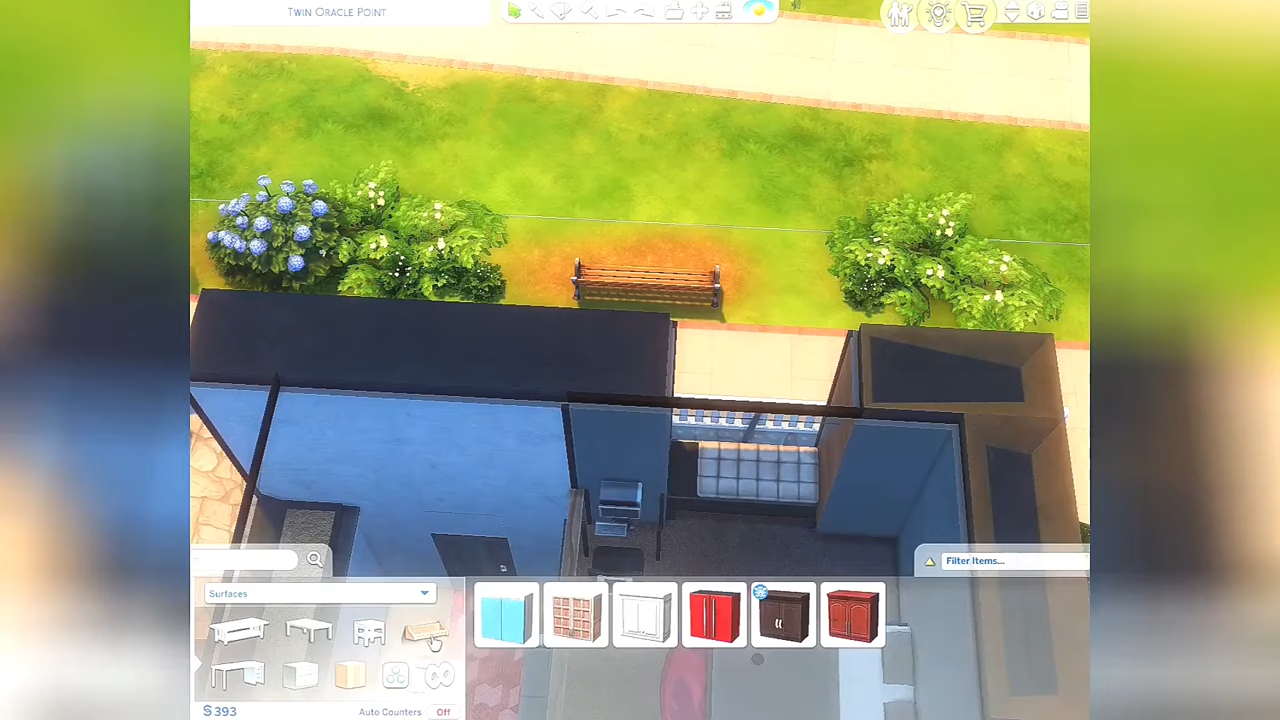 Twin Oracle Point
Filter Items...
Surfaces
§393
Auto Counters
Off